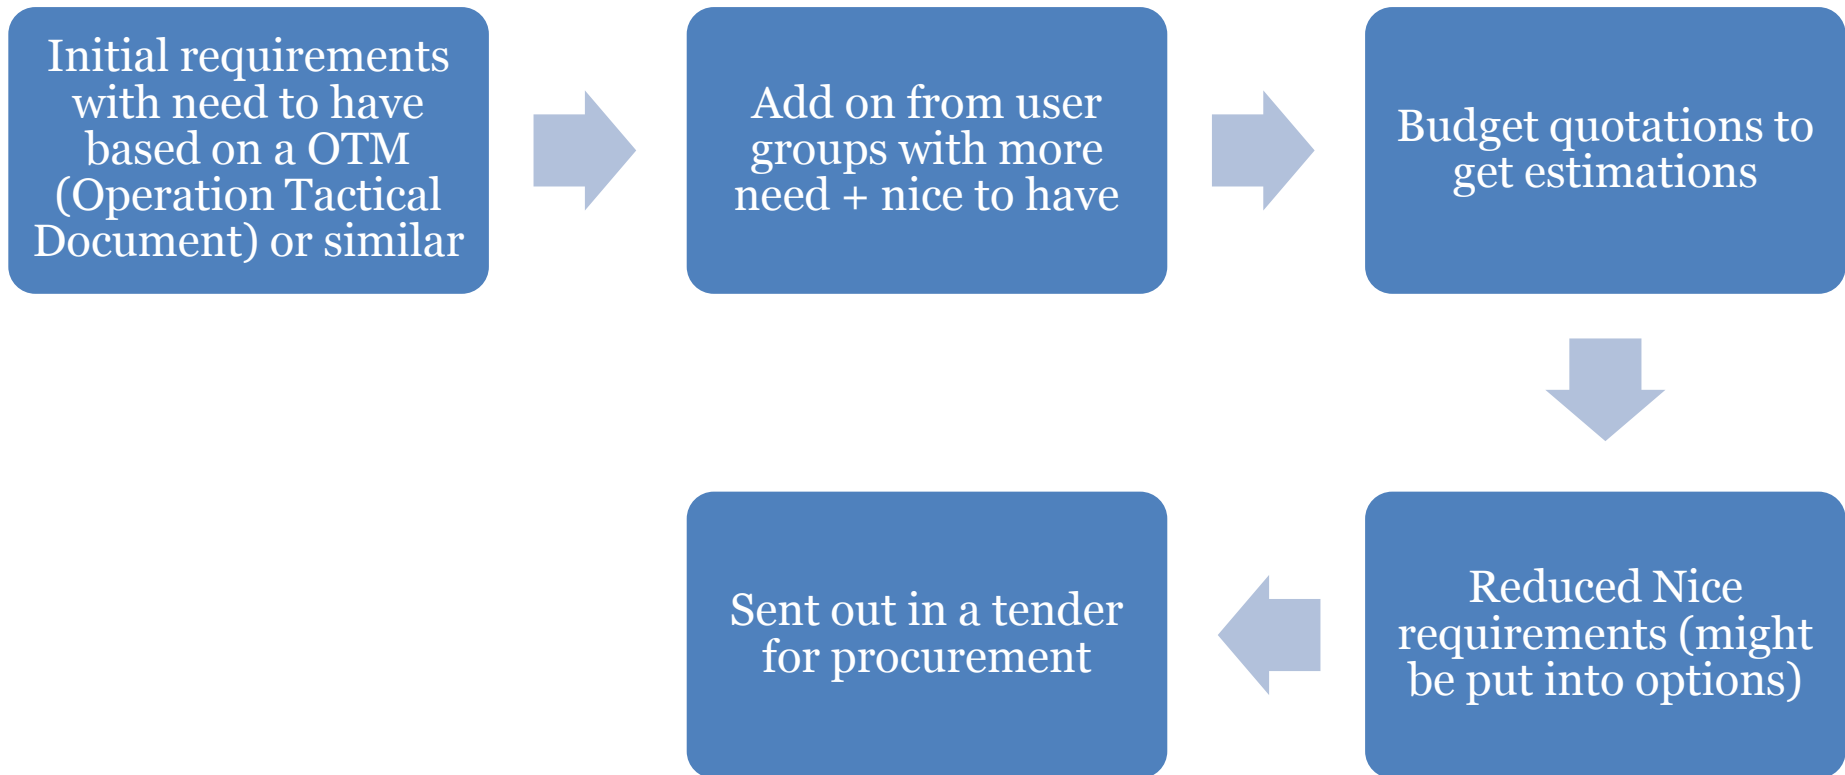 Initial requirements
with need to have
based on a OTM
(Operation Tactical
Document) or similar
Add on from user
groups with more
need + nice to have
Budget quotations to
get estimations
Reduced Nice
requirements (might
be put into options)
Sent out in a tender
for procurement